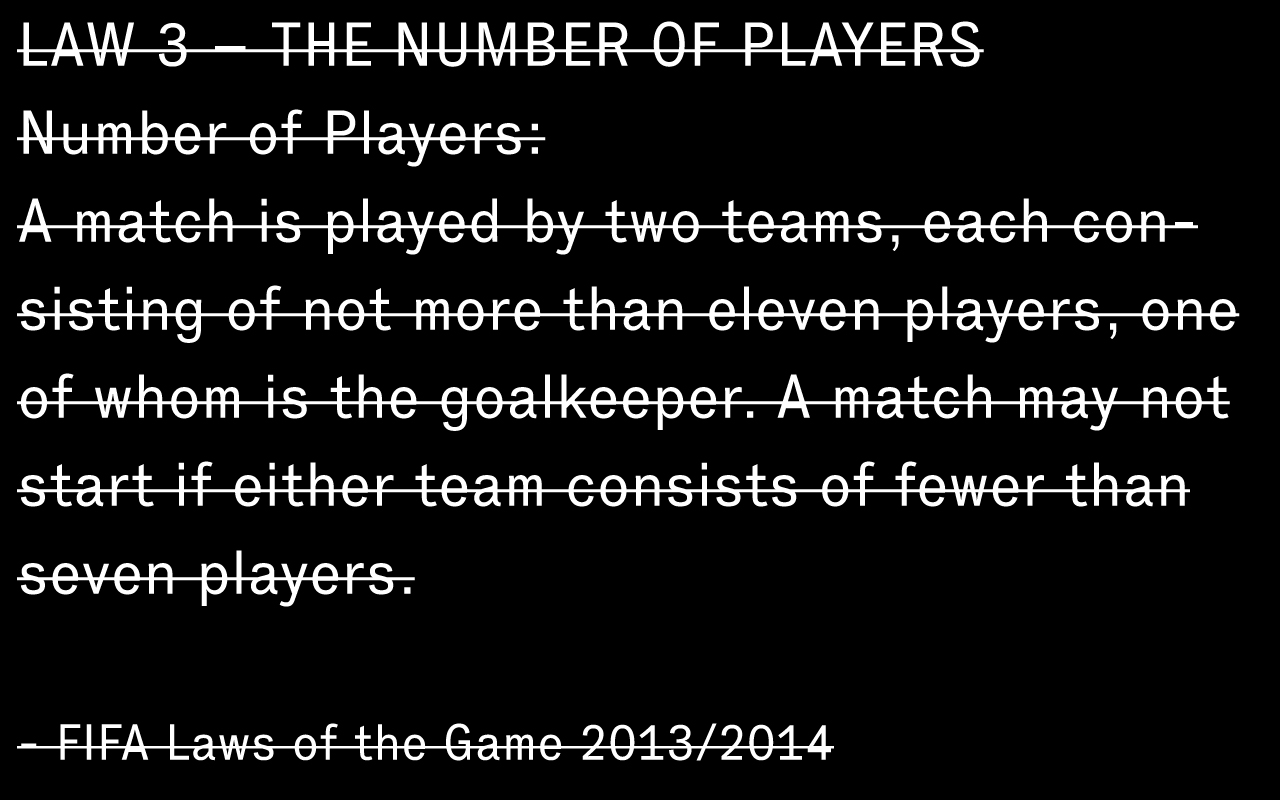 LAW 3 – THE NUMBER OF PLAYERS
Number of Players:
A match is played by two teams, each con-
sisting of not more than eleven players, one
of whom is the goalkeeper. A match may not
start if either team consists of fewer than
seven players.
- FIFA Laws of the Game 2013/2014